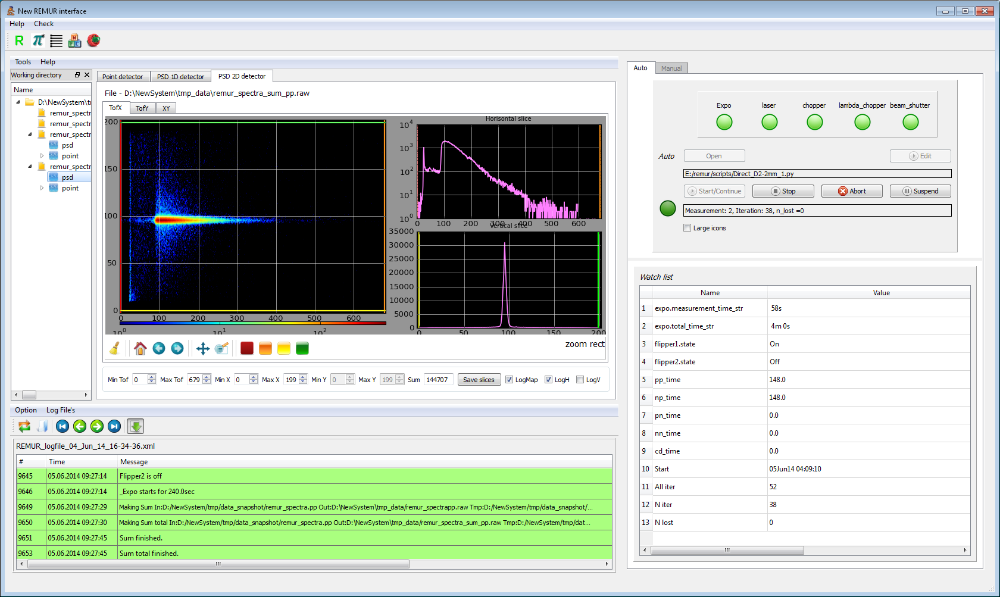 New REMUR interface
Help Check
R π*
Tools Help
Working directory
Name
D:\NewSystem\t
remur_spectr
remur_spectr
remur_spectr
psd
point
remur_spectr
psd
point
Point detector PSD 1D detector PSD 2D detector
File - D:\NewSystem\tmp_data\remur_spectra_sum_pp.raw
TofX TofY XY
200
150
100
50
0
0 100 200 300 400 500 600
10^0 10^1 10^2
Horisontal slice
10^4
10^3
10^2
10^1
10^0
0 100 200 300 400 500 600
Vertical slice
35000
30000
25000
20000
15000
10000
5000
0
0 50 100 150 200
zoom rect
Min Tof 0 Max Tof 679 Min X 0 Max X 199 Min Y 0 Max Y 199 Sum 144707 Save slices LogMap LogH LogV
Option Log File's
REMUR_logfile_04_Jun_14_16-34-36.xml
# Time Message
9645 05.06.2014 09:27:14 Flipper2 is off
9646 05.06.2014 09:27:14 _Expo starts for 240.0sec
9649 05.06.2014 09:27:29 Making Sum In:D:/NewSystem/tmp/data_snapshot/remur_spectra.pp Out:D:\NewSystem\tmp_data/remur_spectrapp.raw Tmp:D:/NewSystem/tmp/data_snapshot/...
9650 05.06.2014 09:27:30 Making Sum total In:D:/NewSystem/tmp/data_snapshot/remur_spectra.pp Out:D:\NewSystem\tmp_data/remur_spectra_sum_pp.raw Tmp:D:/NewSystem/tmp/dat...
9651 05.06.2014 09:27:45 Sum finished.
9653 05.06.2014 09:27:45 Sum total finished.
Auto Manual
Expo laser chopper lambda_chopper beam_shutter
Auto Open Edit
E:/remur/scripts/Direct_D2-2mm_1.py
Start/Continue Stop Abort Suspend
Measurement: 2, Iteration: 38, n_lost =0
Large icons
Watch list
Name Value
1 expo.measurement_time_str 58s
2 expo.total_time_str 4m 0s
3 flipper1.state On
4 flipper2.state Off
5 pp_time 148.0
6 np_time 148.0
7 pn_time 0.0
8 nn_time 0.0
9 cd_time 0.0
10 Start 05Jun14 04:09:10
11 All iter 52
12 N iter 38
13 N lost 0